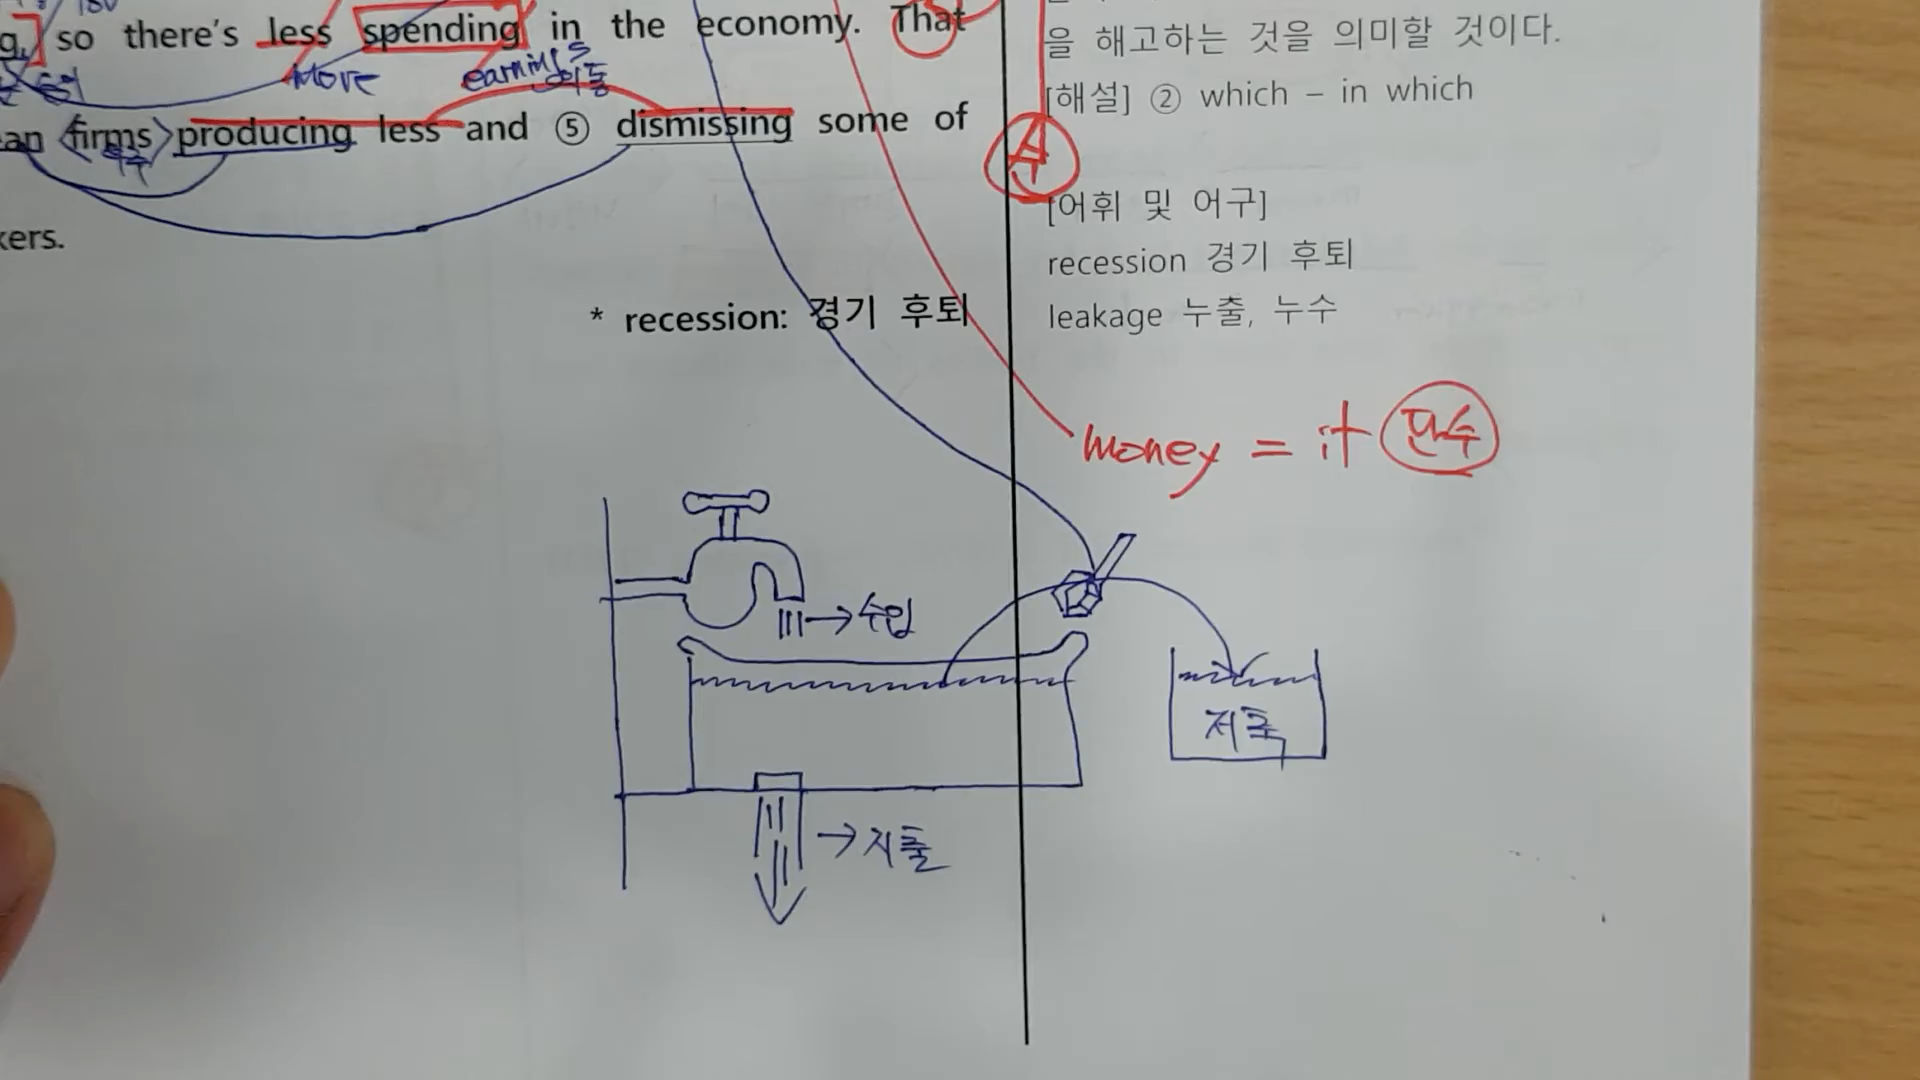 so there's less spending in the economy. That
move earnings 이동
firms producing less and ⑤ dismissing some of
kers.
* recession: 경기 후퇴
을 해고하는 것을 의미할 것이다.
[해설] ② which – in which
A
[어휘 및 어구]
recession 경기 후퇴
leakage 누출, 누수
money = it 단수
→ 수입
저축
→ 지출